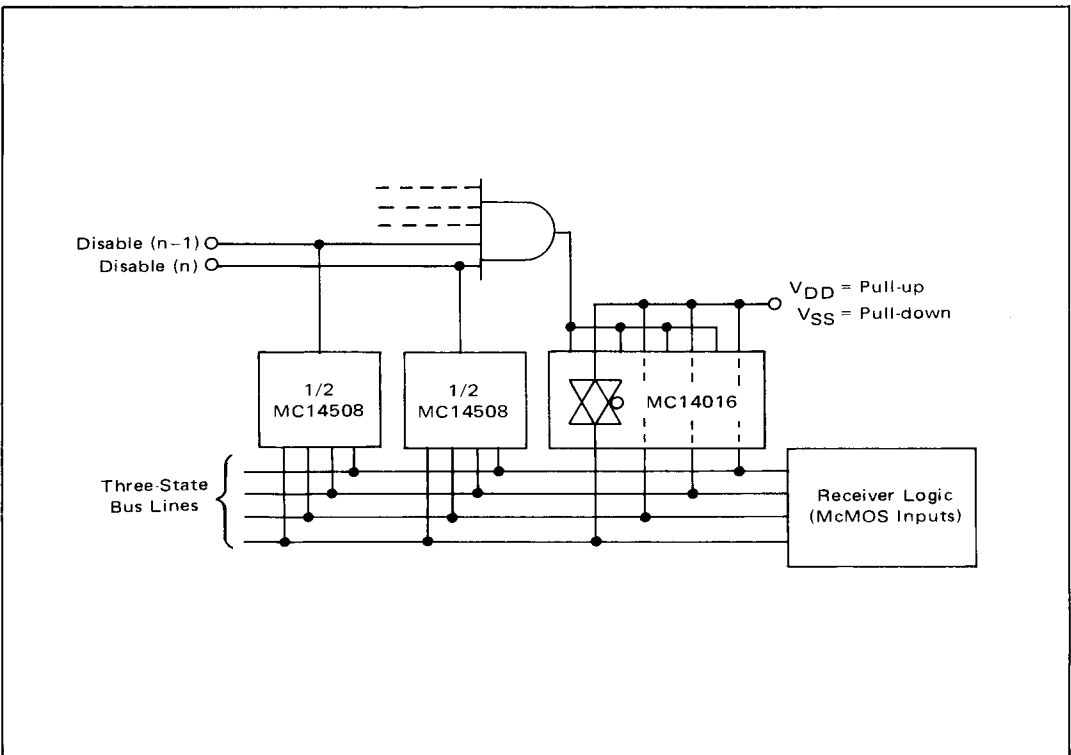 Disable (n−1)
Disable (n)
VDD = Pull-up
VSS = Pull-down
1/2
MC14508
1/2
MC14508
MC14016
Three-State
Bus Lines
Receiver Logic
(McMOS Inputs)